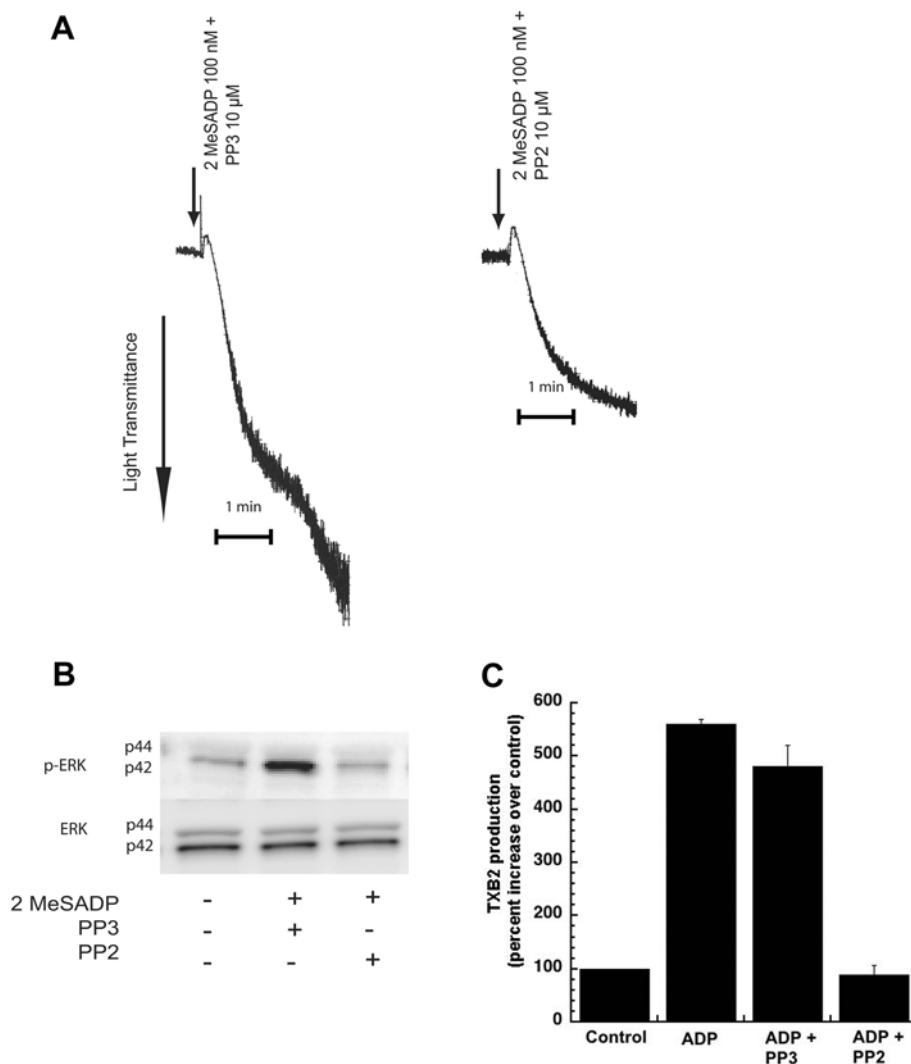 A
2 MeSADP 100 nM +
PP3 10 μM
2 MeSADP 100 nM +
PP2 10 μM
Light Transmittance
1 min
1 min
B
p-ERK
p44
p42
ERK
p44
p42
2 MeSADP - + +
PP3 - + -
PP2 - - +
C
TXB2 production
(percent increase over control)
600
500
400
300
200
100
0
Control
ADP
ADP +
PP3
ADP +
PP2